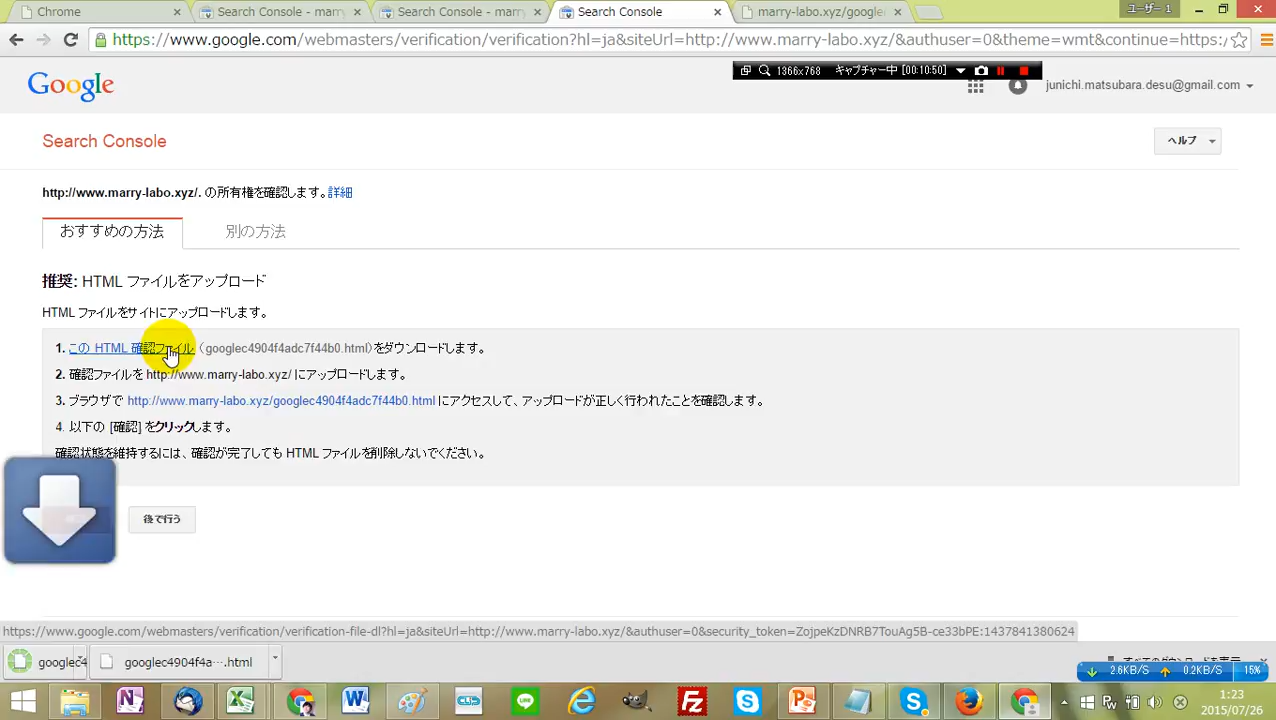 Chrome
Search Console - marry
Search Console - marry
Search Console
marry-labo.xyz/google
ユーザー 1
https://www.google.com/webmasters/verification/verification?hl=ja&siteUrl=http://www.marry-labo.xyz/&authuser=0&theme=wmt&continue=https:/
1366x768 キャプチャー中 [00:10:50]
Google
junichi.matsubara.desu@gmail.com
Search Console
ヘルプ
http://www.marry-labo.xyz/. の所有権を確認します。詳細
おすすめの方法
別の方法
推奨: HTML ファイルをアップロード
HTML ファイルをサイトにアップロードします。
1. この HTML 確認ファイル (googlec4904f4adc7f44b0.html)をダウンロードします。
2. 確認ファイルを http://www.marry-labo.xyz/ にアップロードします。
3. ブラウザで http://www.marry-labo.xyz/googlec4904f4adc7f44b0.html にアクセスして、アップロードが正しく行われたことを確認します。
4. 以下の [確認] をクリックします。
確認状態を維持するには、確認が完了しても HTML ファイルを削除しないでください。
後で行う
https://www.google.com/webmasters/verification/verification-file-dl?hl=ja&siteUrl=http://www.marry-labo.xyz/&authuser=0&security_token=ZojpeKzDNRB7TouAg5B-ce33bPE:1437841380624
googlec4
googlec4904f4a….html
すべてのダウンロードを表示
2.6KB/s
0.2KB/s
15%
1:23
2015/07/26